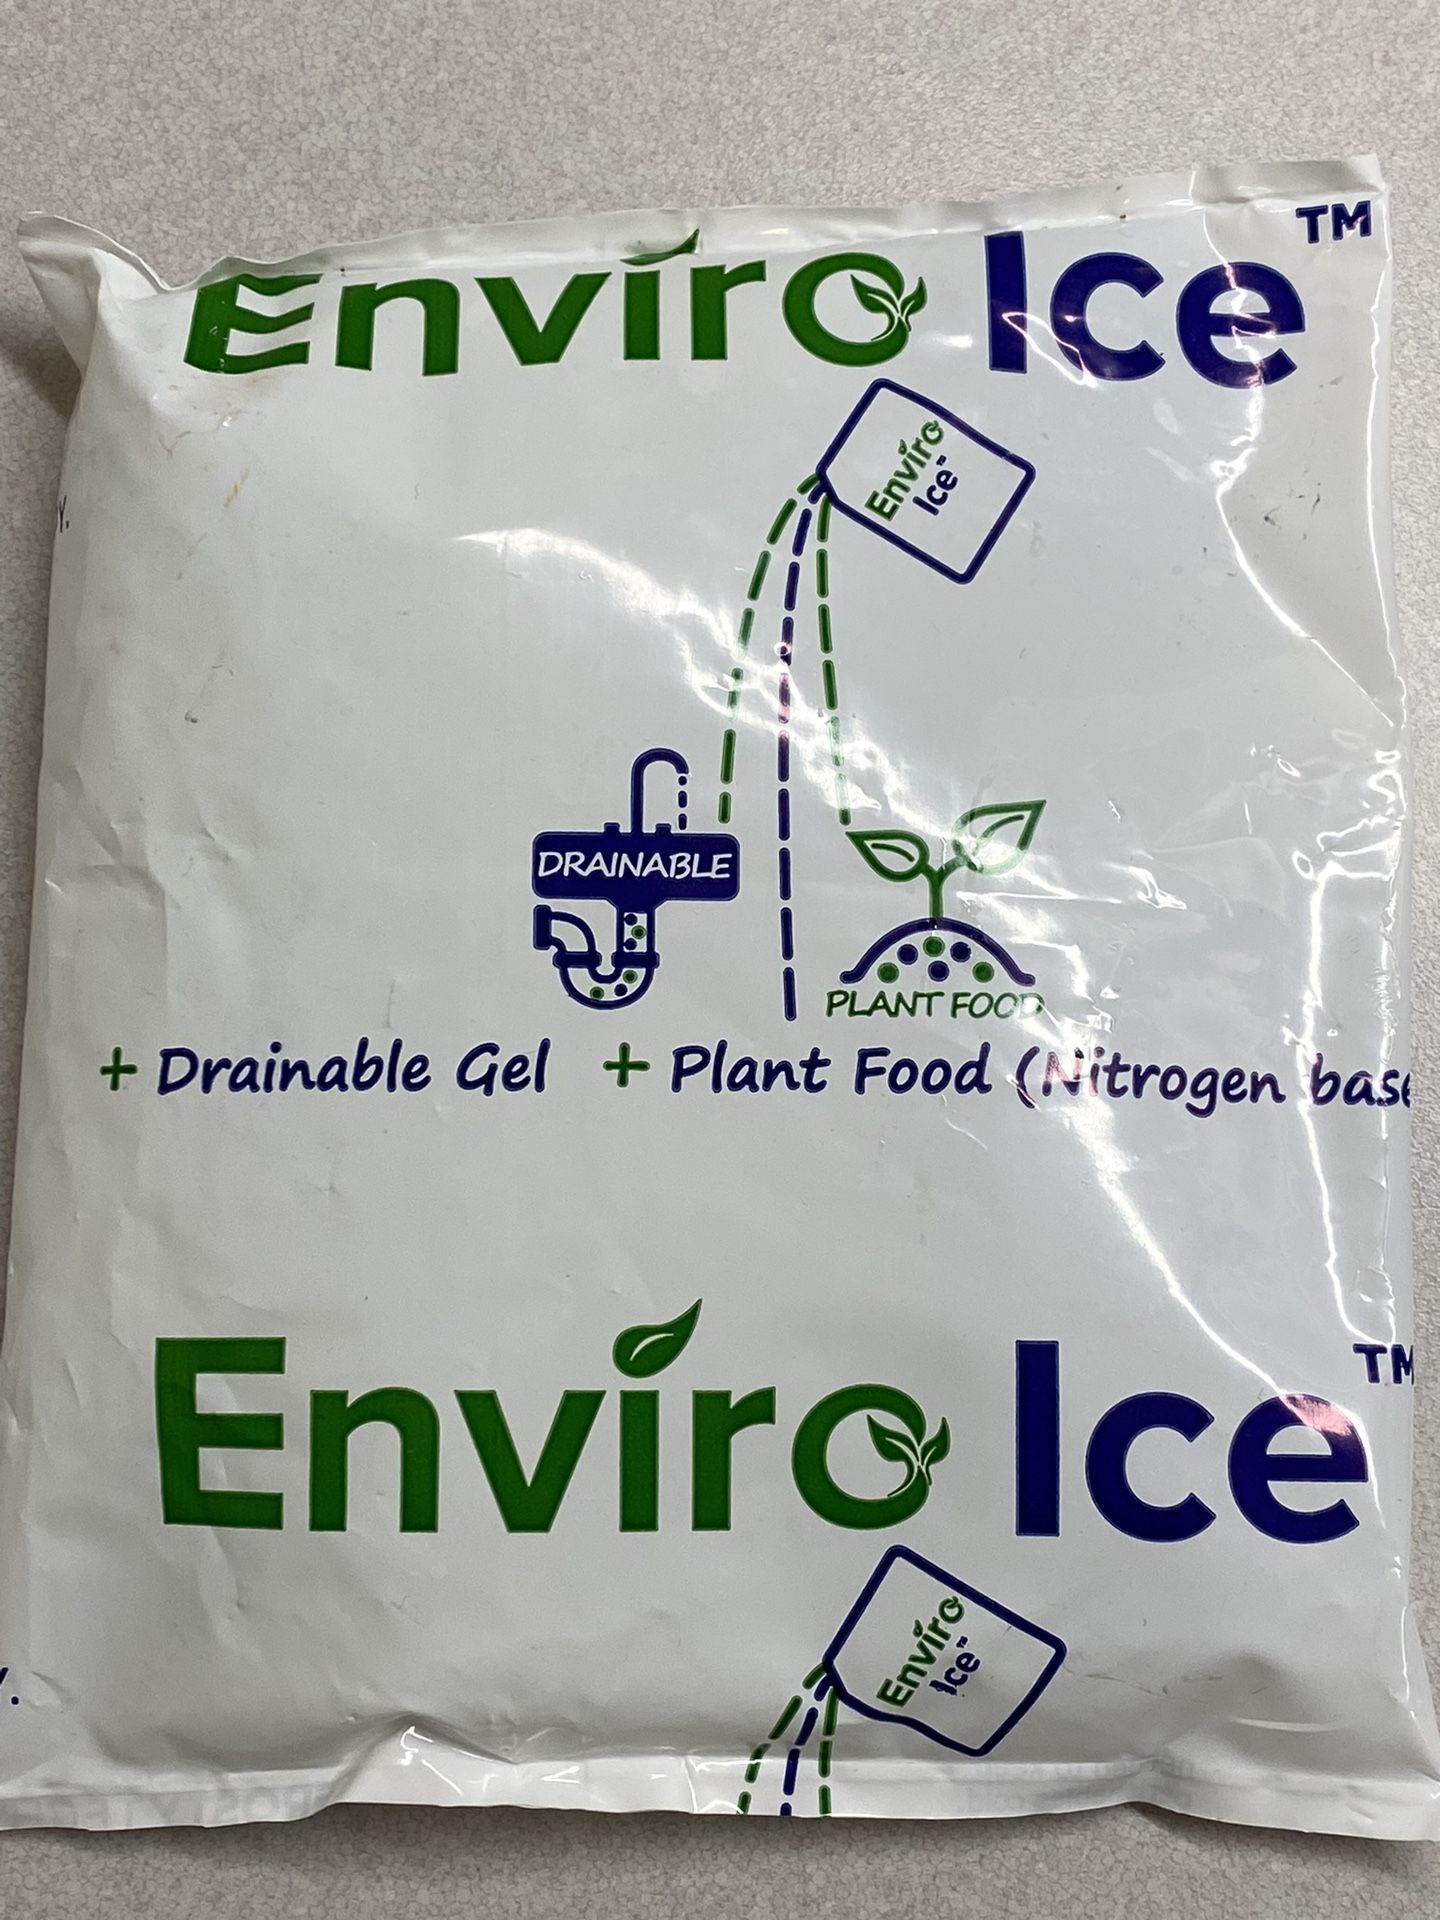 Enviro Ice™
Enviro
Ice™
Y.
DRAINABLE
PLANT FOOD
+ Drainable Gel + Plant Food (Nitrogen base
Enviro Ice™
Enviro
Ice™